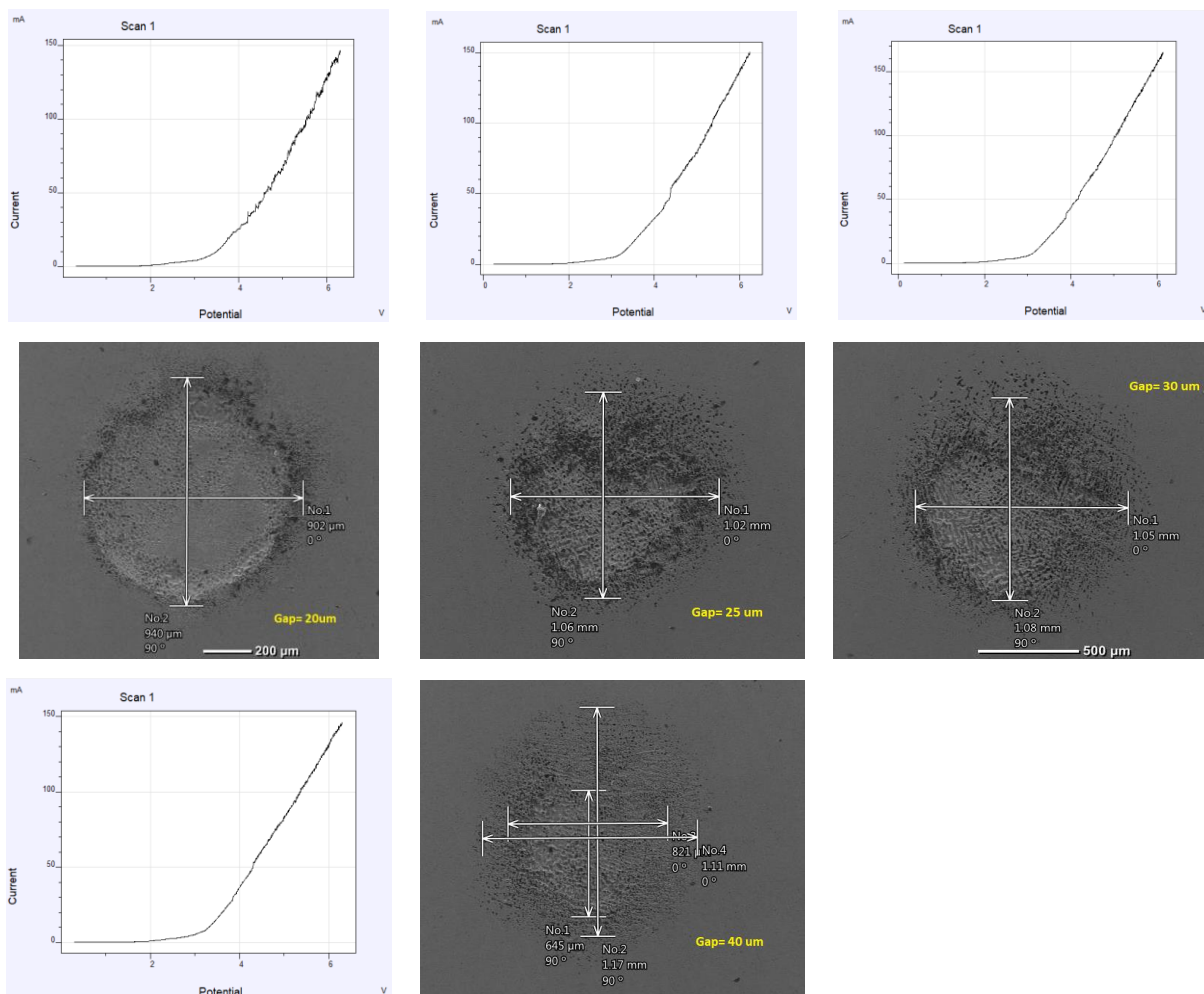 mA
Scan 1
150
100
50
0
2
4
6
Current
Potential
V
mA
Scan 1
150
100
50
0
0
2
4
6
Current
Potential
V
mA
Scan 1
150
100
50
0
0
2
4
6
Current
Potential
V
No.1
902 µm
0 °
No.2
940 µm
90 °
Gap= 20um
200 µm
No.1
1.02 mm
0 °
No.2
1.06 mm
90 °
Gap= 25 um
Gap= 30 um
No.1
1.05 mm
0 °
No.2
1.08 mm
90 °
500 µm
mA
Scan 1
150
100
50
0
2
4
6
Current
Potential
V
821 µ
0 °
No.4
1.11 mm
0 °
No.1
645 µm
90 °
No.2
1.17 mm
90 °
Gap= 40 um